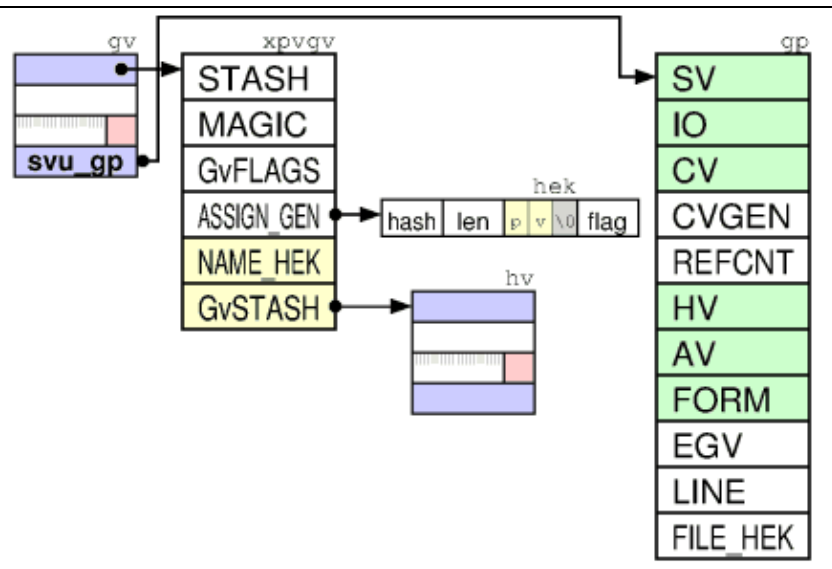 gv
svu_gp
xpvgv
STASH
MAGIC
GvFLAGS
ASSIGN_GEN
NAME_HEK
GvSTASH
hek
hash len p v \0 flag
hv
gp
SV
IO
CV
CVGEN
REFCNT
HV
AV
FORM
EGV
LINE
FILE_HEK